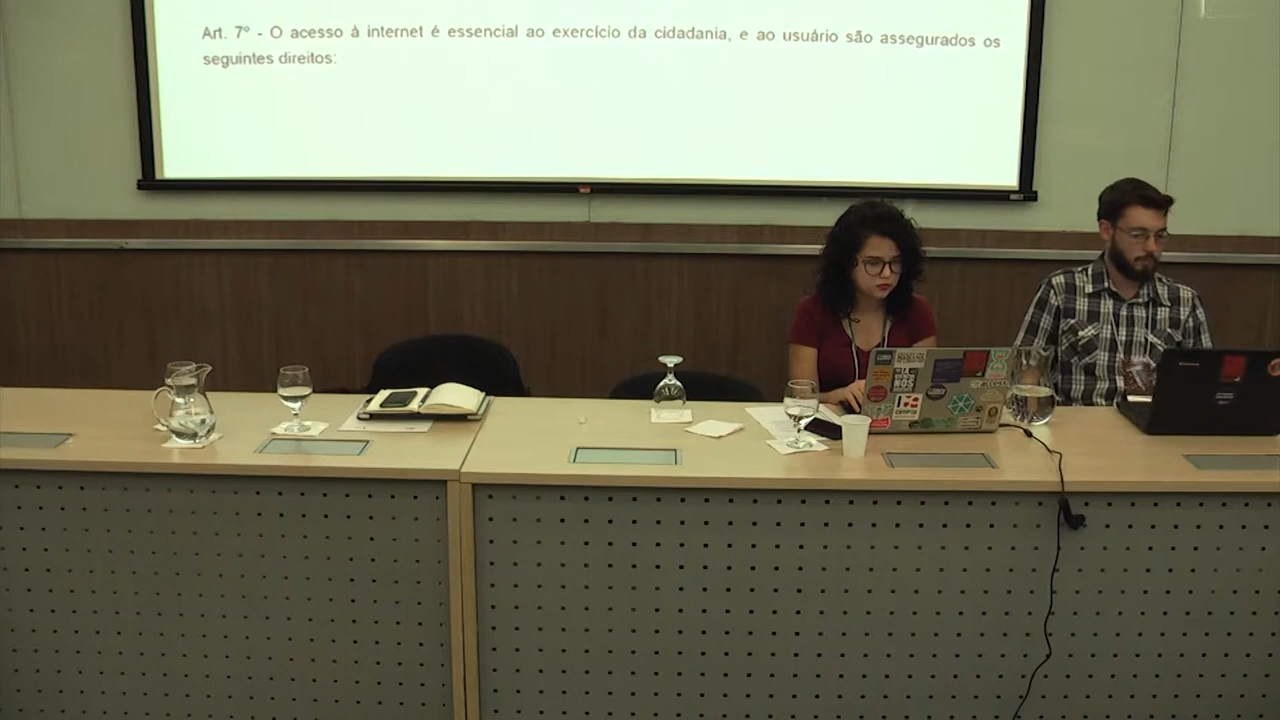 Art. 7º - O acesso à internet é essencial ao exercício da cidadania, e ao usuário são assegurados os
seguintes direitos: